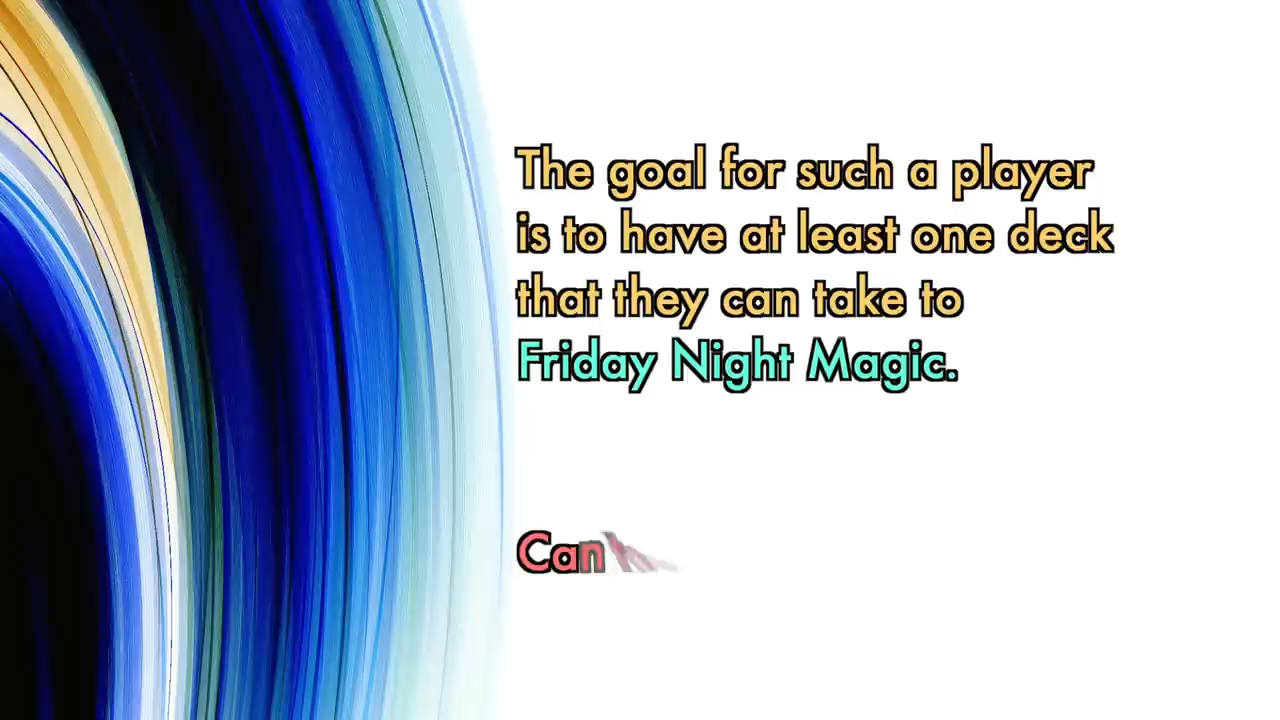 The goal for such a player
is to have at least one deck
that they can take to
Friday Night Magic.
Can